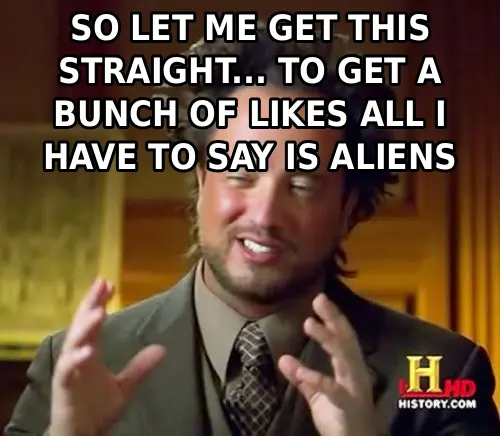 SO LET ME GET THIS
STRAIGHT... TO GET A
BUNCH OF LIKES ALL I
HAVE TO SAY IS ALIENS
H HD
HISTORY.COM